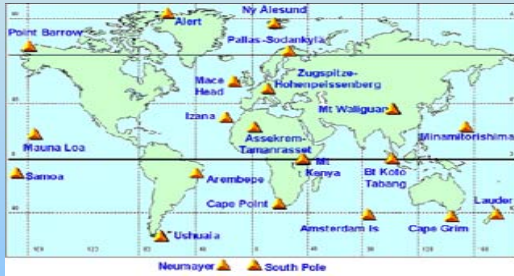 Ny Alesund
Alert
Point Barrow
Pallas-Sodankylä
Mace
Head
Zugspitze-
Hohenpeissenberg
Mt Waliguan
Izana
Assekrem-
Tamanrasset
Minamitorishima
Mauna Loa
Mt
Kenya
Bt Koto
Tabang
Samoa
Arembepe
Cape Point
Amsterdam Is
Cape Grim
Lauder
Ushuaia
Neumayer
South Pole